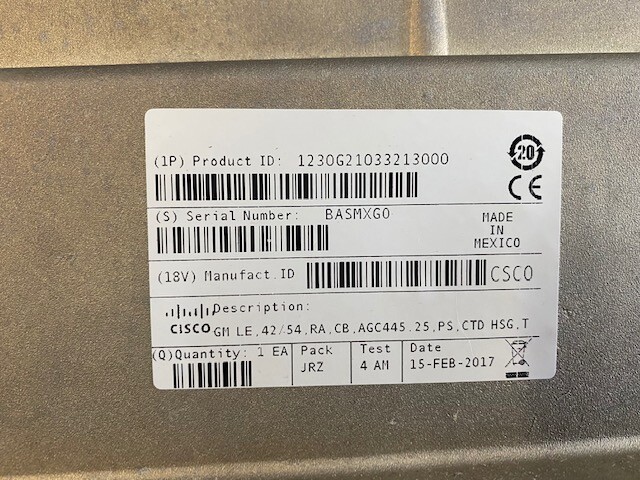 (1P) Product ID: 1230G21033213000
20
CE
(S) Serial Number: BASMXGO
MADE
IN
MEXICO
(18V) Manufact.ID CSCO
Description:
CISCO GM LE,42/54,RA,CB,AGC445.25,PS,CTD HSG,T
(Q)Quantity: 1 EA Pack Test Date
JRZ 4 AM 15-FEB-2017